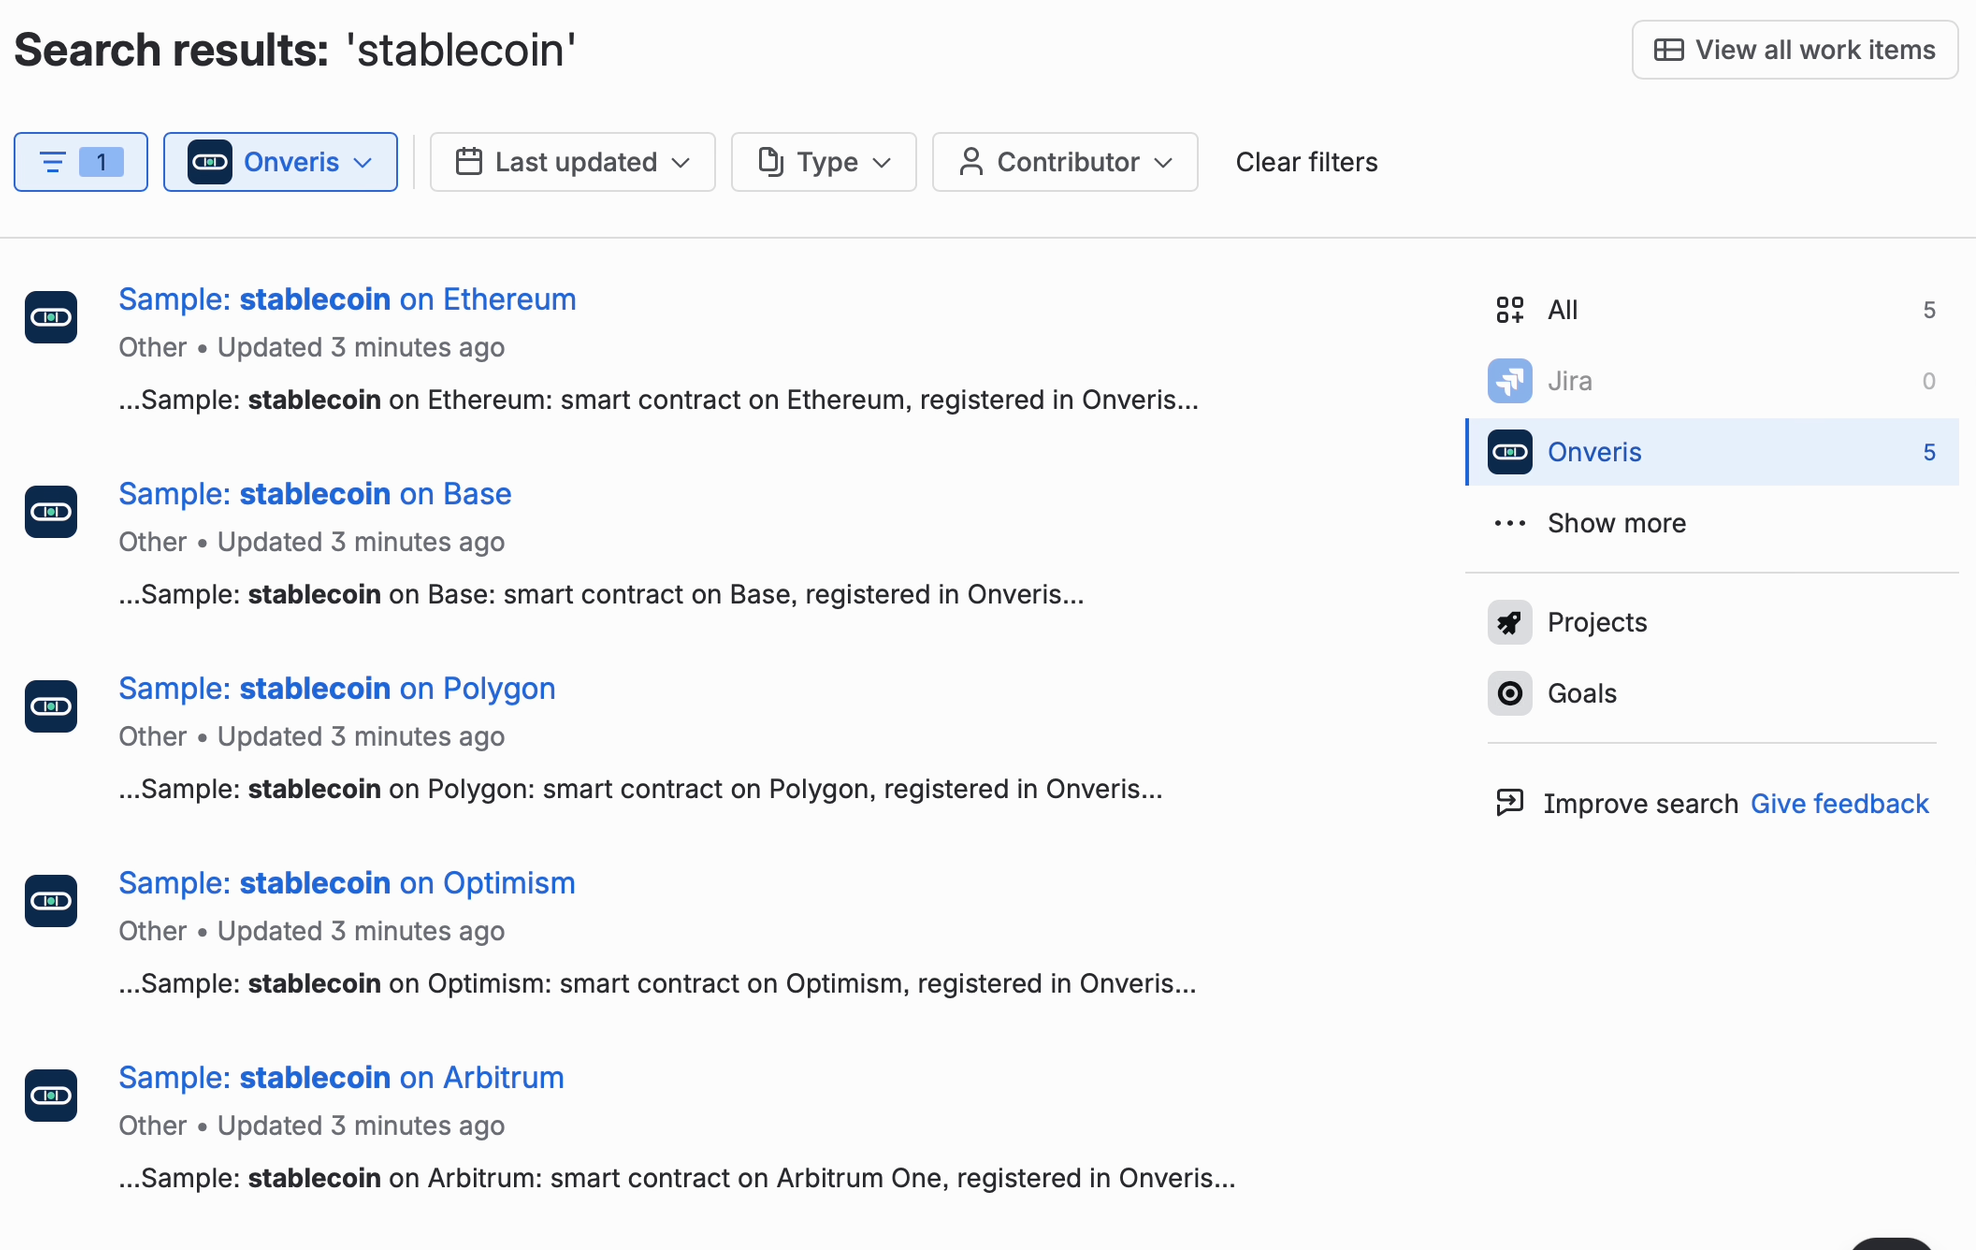 Search results: 'stablecoin'
View all work items
1
Onveris
Last updated
Type
Contributor
Clear filters
Sample: stablecoin on Ethereum
Other • Updated 3 minutes ago
...Sample: stablecoin on Ethereum: smart contract on Ethereum, registered in Onveris...
Sample: stablecoin on Base
Other • Updated 3 minutes ago
...Sample: stablecoin on Base: smart contract on Base, registered in Onveris...
Sample: stablecoin on Polygon
Other • Updated 3 minutes ago
...Sample: stablecoin on Polygon: smart contract on Polygon, registered in Onveris...
Sample: stablecoin on Optimism
Other • Updated 3 minutes ago
...Sample: stablecoin on Optimism: smart contract on Optimism, registered in Onveris...
Sample: stablecoin on Arbitrum
Other • Updated 3 minutes ago
...Sample: stablecoin on Arbitrum: smart contract on Arbitrum One, registered in Onveris...
All 5
Jira 0
Onveris 5
Show more
Projects
Goals
Improve search Give feedback